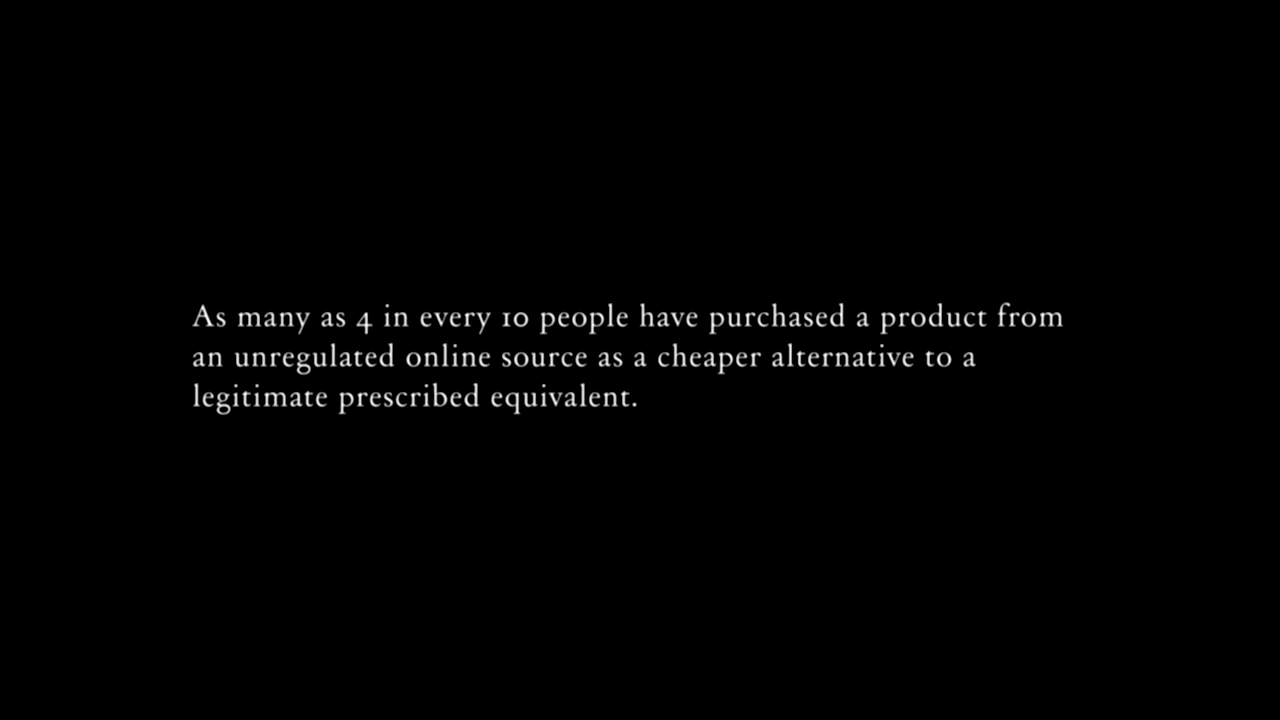 As many as 4 in every 10 people have purchased a product from
an unregulated online source as a cheaper alternative to a
legitimate prescribed equivalent.